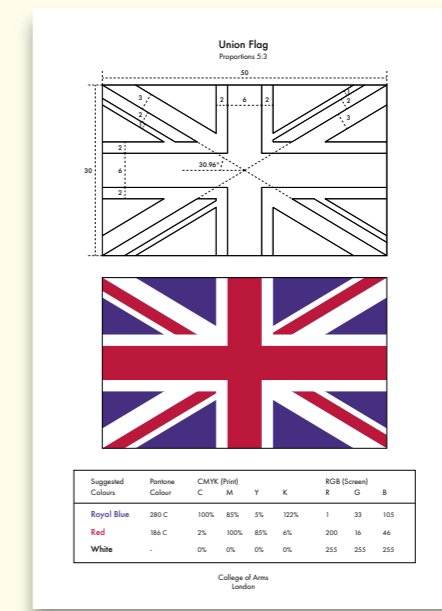 Union Flag
Proportions 5:3
50
3 2 6 2 1
2 2
1 3
2
30 6 30.96°
2
Suggested Pantone CMYK (Print) RGB (Screen)
Colours Colour C M Y K R G B
Royal Blue 280 C 100% 85% 5% 122% 1 33 105
Red 186 C 2% 100% 85% 6% 200 16 46
White - 0% 0% 0% 0% 255 255 255
College of Arms
London